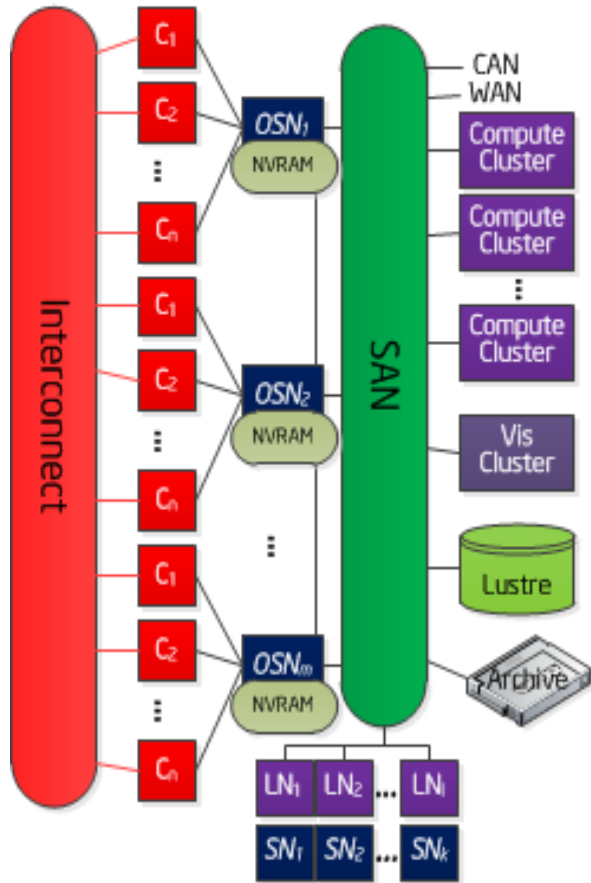 Interconnect
C₁
C₂
...
Cₙ
C₁
C₂
...
Cₙ
C₁
C₂
...
Cₙ
OSN₁
NVRAM
OSN₂
NVRAM
...
OSNₘ
NVRAM
SAN
CAN
WAN
Compute
Cluster
Compute
Cluster
...
Compute
Cluster
Vis
Cluster
Lustre
Archive
LN₁ LN₂ ... LNₗ
SN₁ SN₂ ... SNₖ